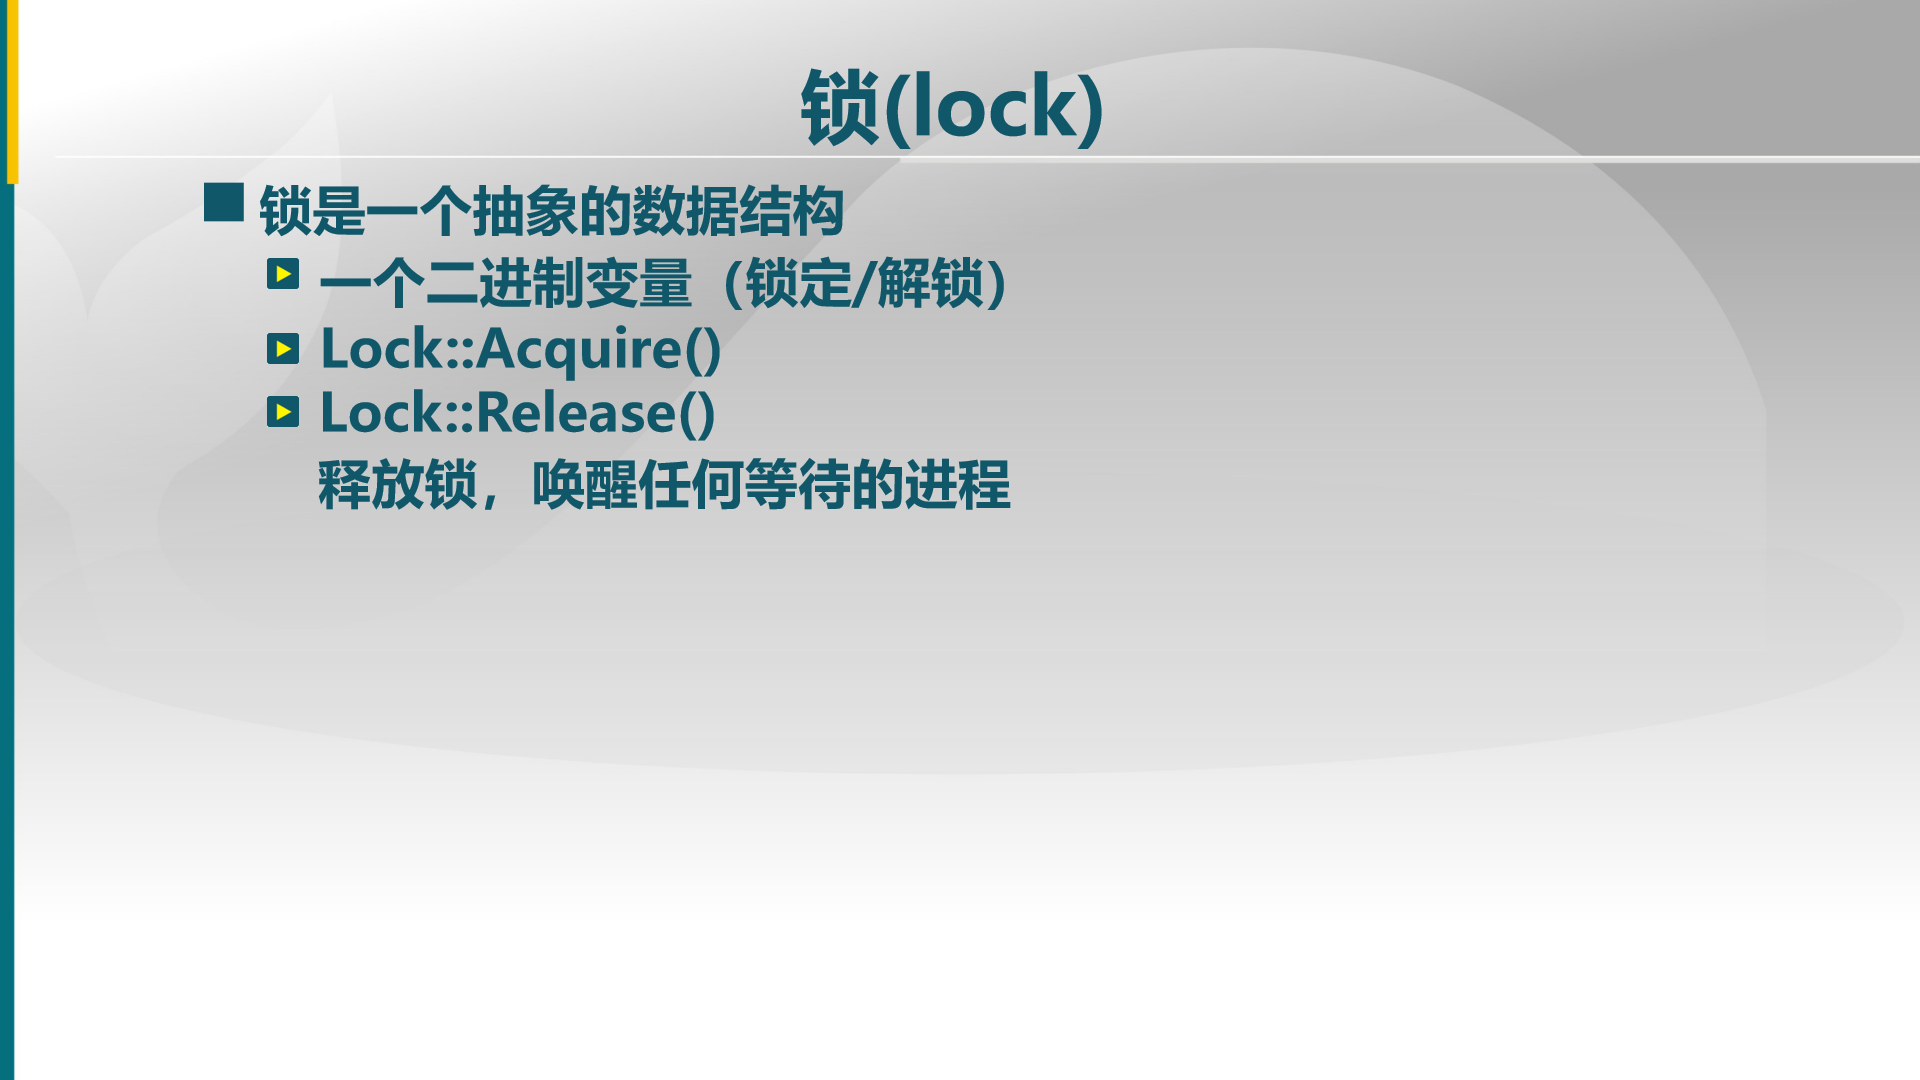 锁(lock)
锁是一个抽象的数据结构
一个二进制变量（锁定/解锁）
Lock::Acquire()
Lock::Release()
释放锁，唤醒任何等待的进程